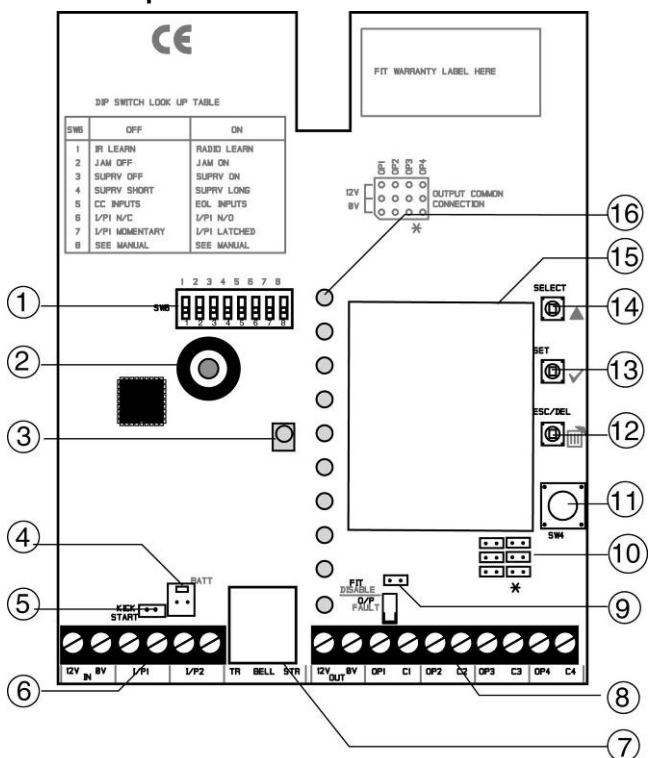 CE
FIT WARRANTY LABEL HERE
DIP SWITCH LOOK UP TABLE
SW6 OFF ON
1 IR LEARN RADIO LEARN
2 JAM OFF JAM ON
3 SUPRV OFF SUPRV ON
4 SUPRV SHORT SUPRV LONG
5 CC INPUTS EOL INPUTS
6 I/P1 N/C I/P1 N/O
7 I/P1 MOMENTARY I/P1 LATCHED
8 SEE MANUAL SEE MANUAL
OP1 OP2 OP3 OP4
12V
0V
OUTPUT COMMON
CONNECTION
*
16
15
1 2 3 4 5 6 7 8
SELECT
1
SW6
1 2 3 4 5 6 7 8
14
SET
2
13
ESC/DEL
3
12
11
SW4
4
BATT
10
*
5
KICK
START
FIT
DISABLE
O/P
FAULT
9
12V 0V I/P1 I/P2 TR BELL STR 12V 0V OP1 C1 OP2 C2 OP3 C3 OP4 C4
IN OUT
6
8
7